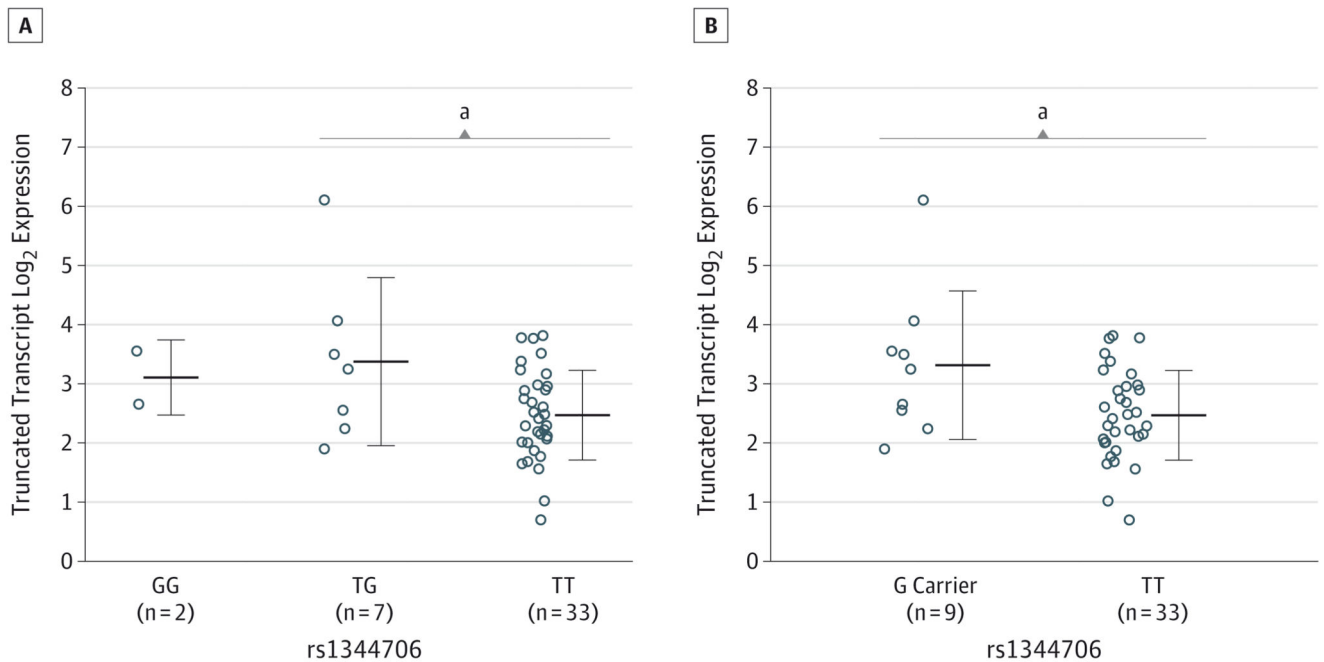 A
Truncated Transcript Log2 Expression
8
7
6
5
4
3
2
1
0
a
GG
(n=2)
TG
(n=7)
TT
(n=33)
rs1344706
B
Truncated Transcript Log2 Expression
8
7
6
5
4
3
2
1
0
a
G Carrier
(n=9)
TT
(n=33)
rs1344706